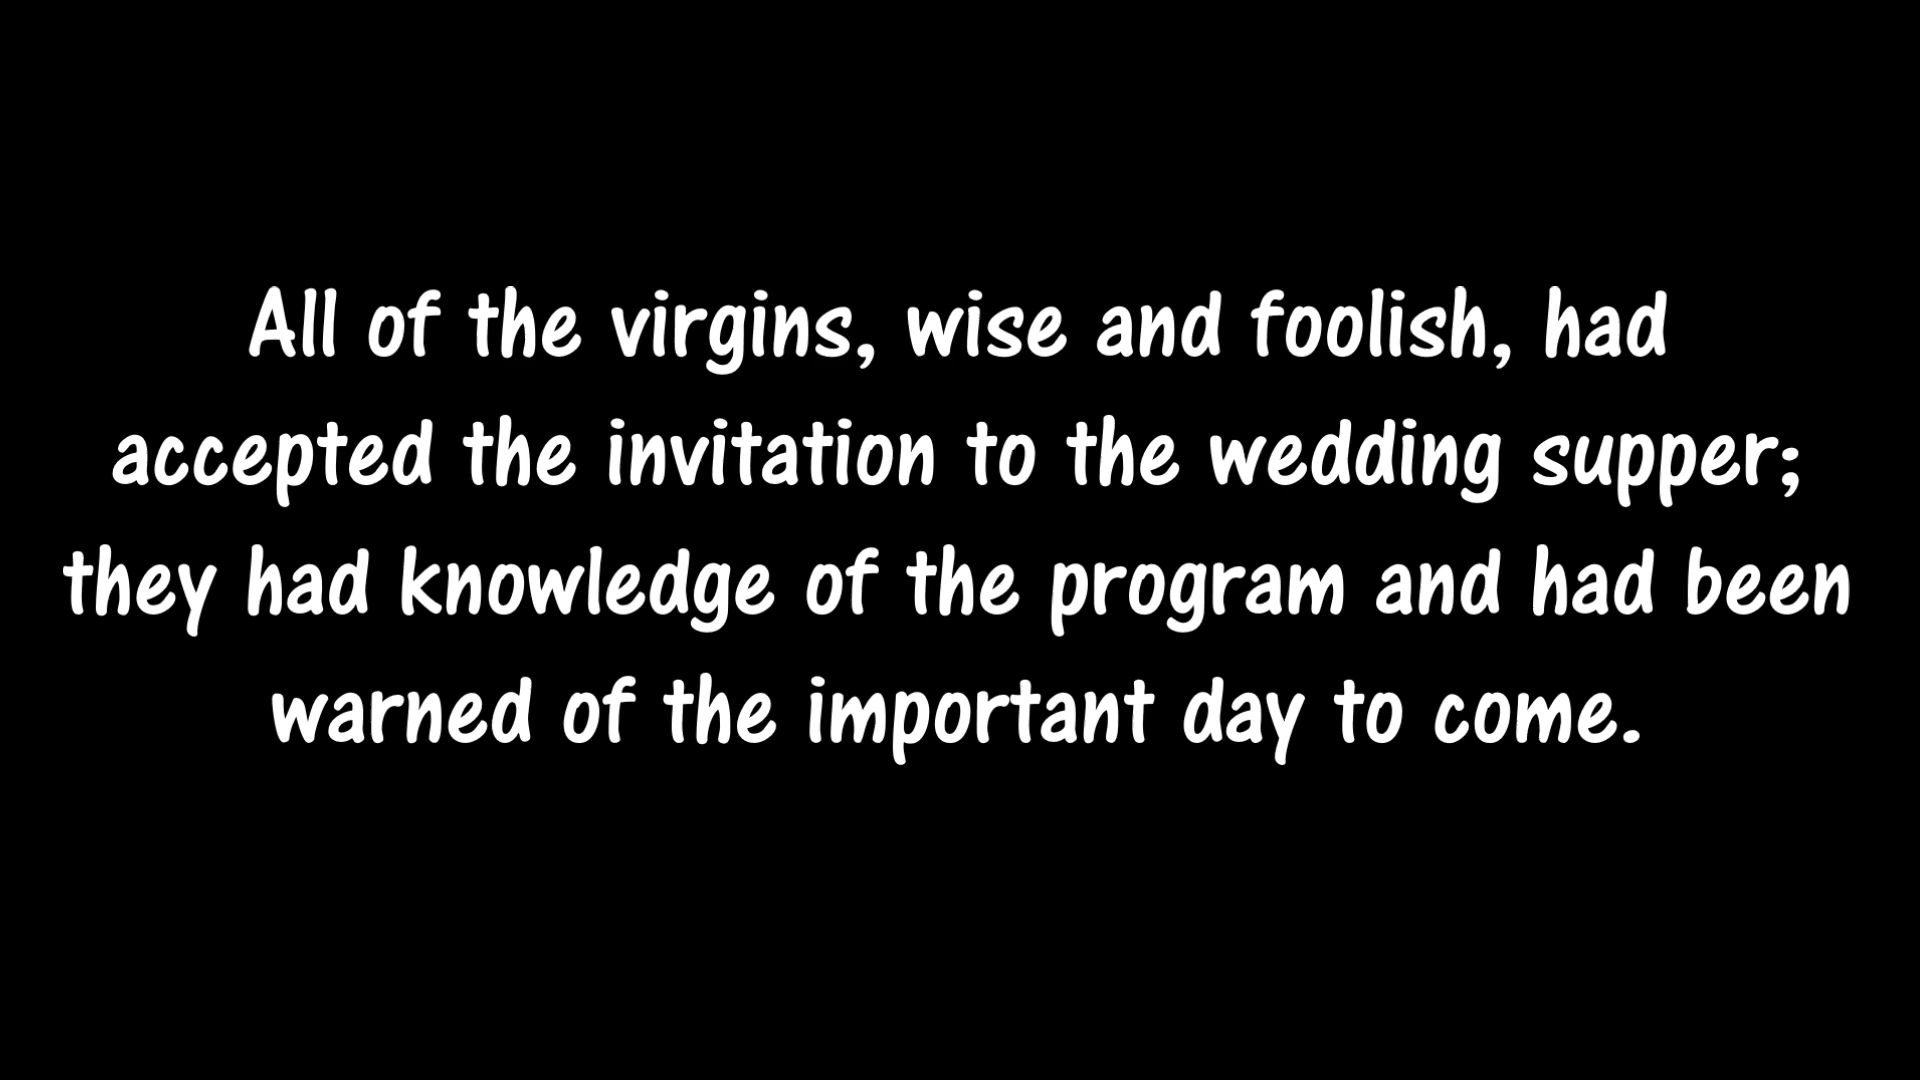 All of the virgins, wise and foolish, had
accepted the invitation to the wedding supper;
they had knowledge of the program and had been
warned of the important day to come.